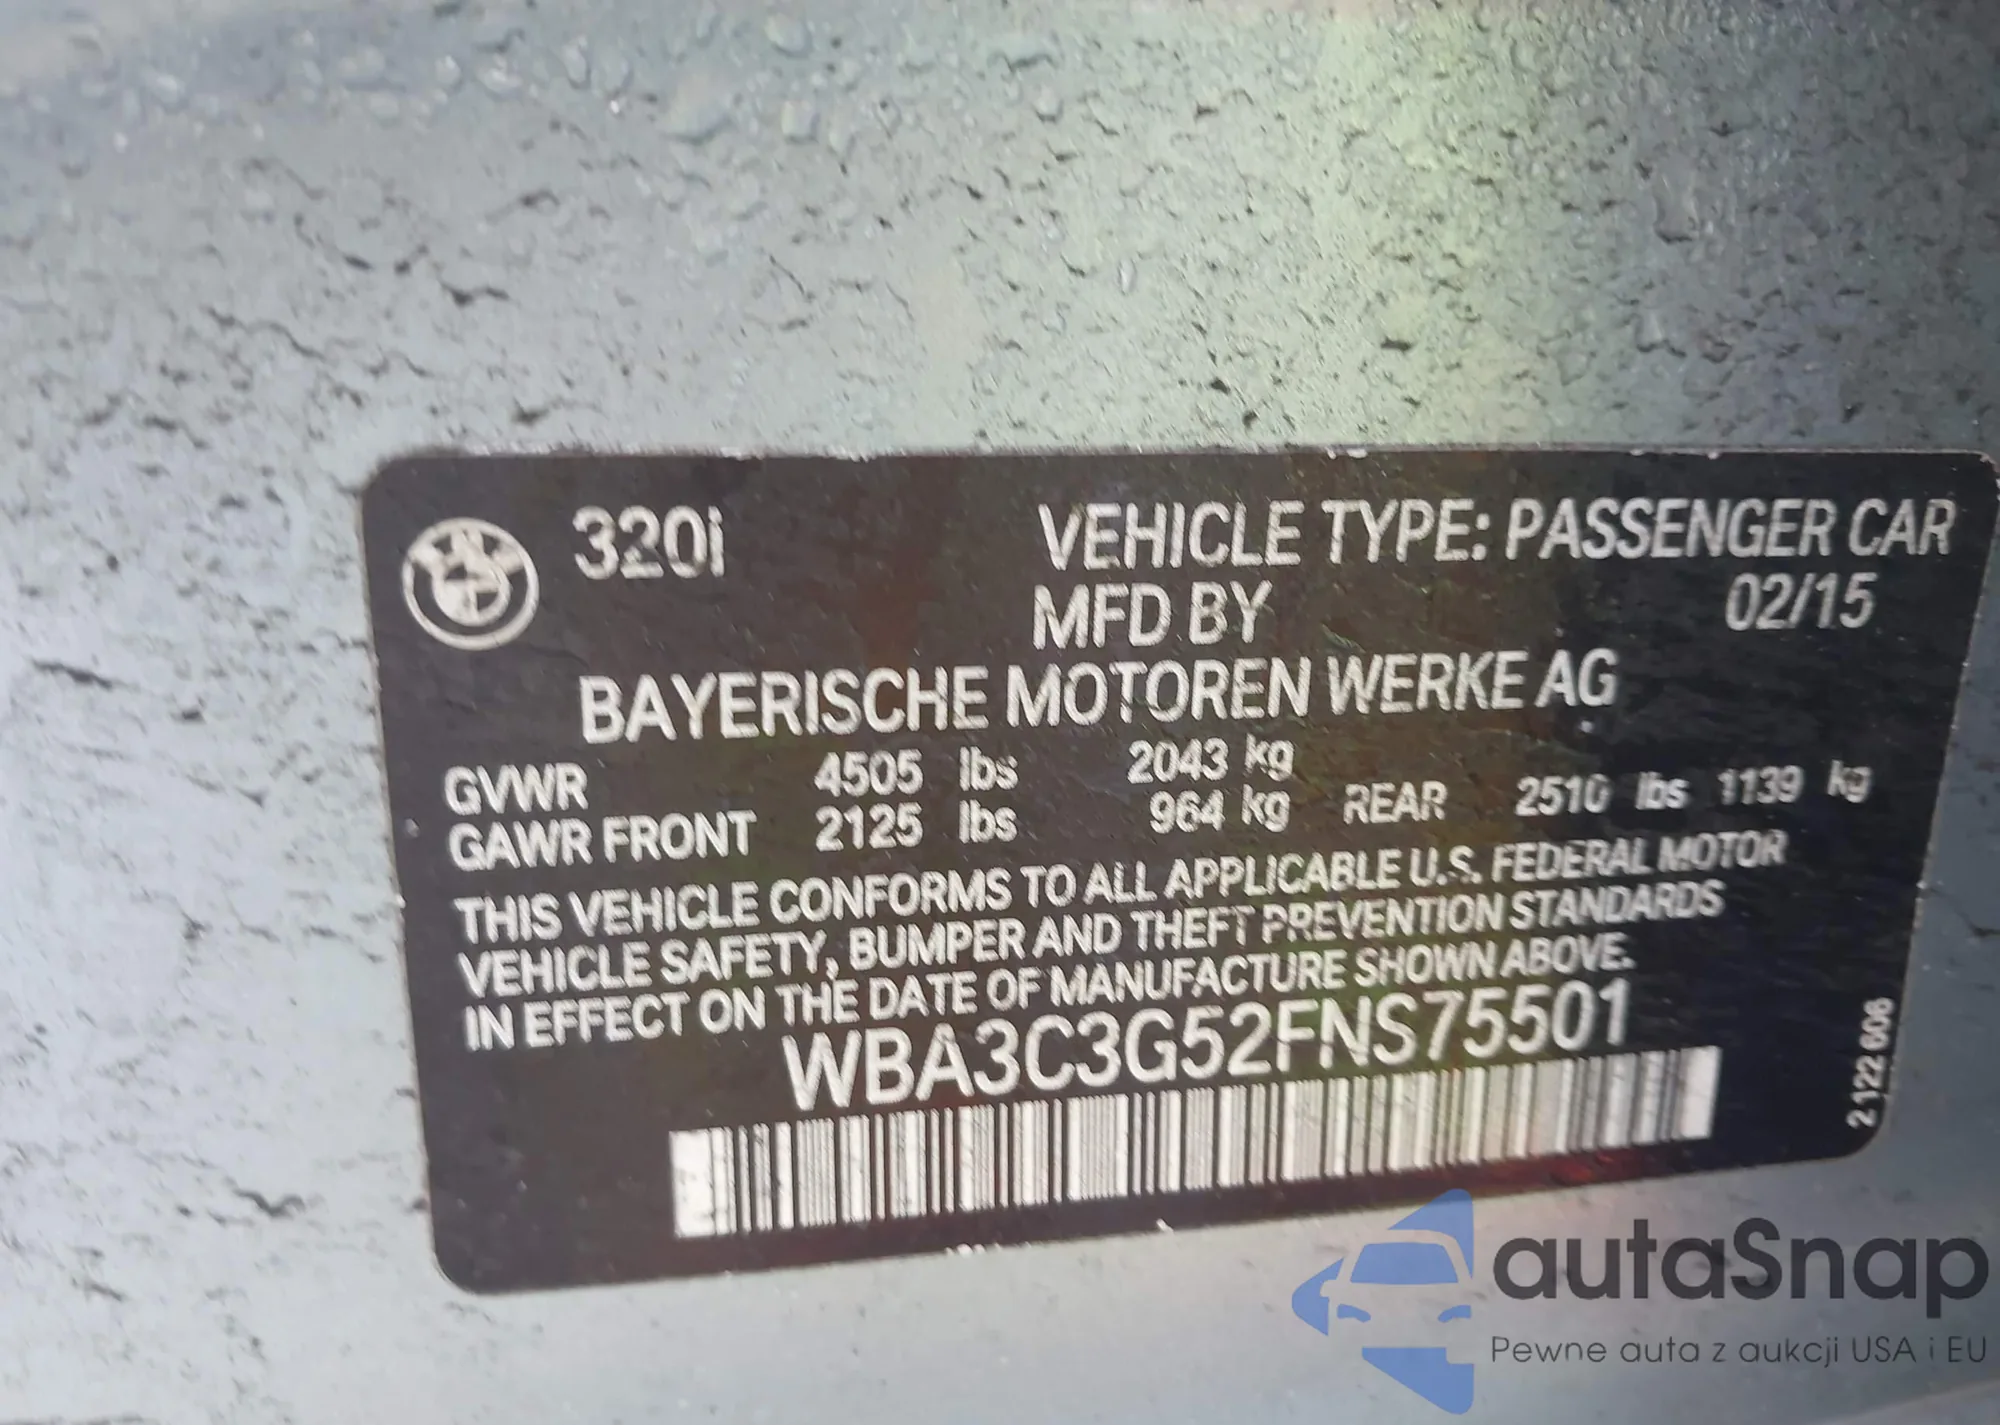 320i VEHICLE TYPE: PASSENGER CAR
MFD BY 02/15
BAYERISCHE MOTOREN WERKE AG
GVWR 4505 lbs 2043 kg
GAWR FRONT 2125 lbs 964 kg REAR 2510 lbs 1139 kg
THIS VEHICLE CONFORMS TO ALL APPLICABLE U.S. FEDERAL MOTOR
VEHICLE SAFETY, BUMPER AND THEFT PREVENTION STANDARDS
IN EFFECT ON THE DATE OF MANUFACTURE SHOWN ABOVE.
WBA3C3G52FNS75501
2 122 606
autaSnap
Pewne auta z aukcji USA i EU